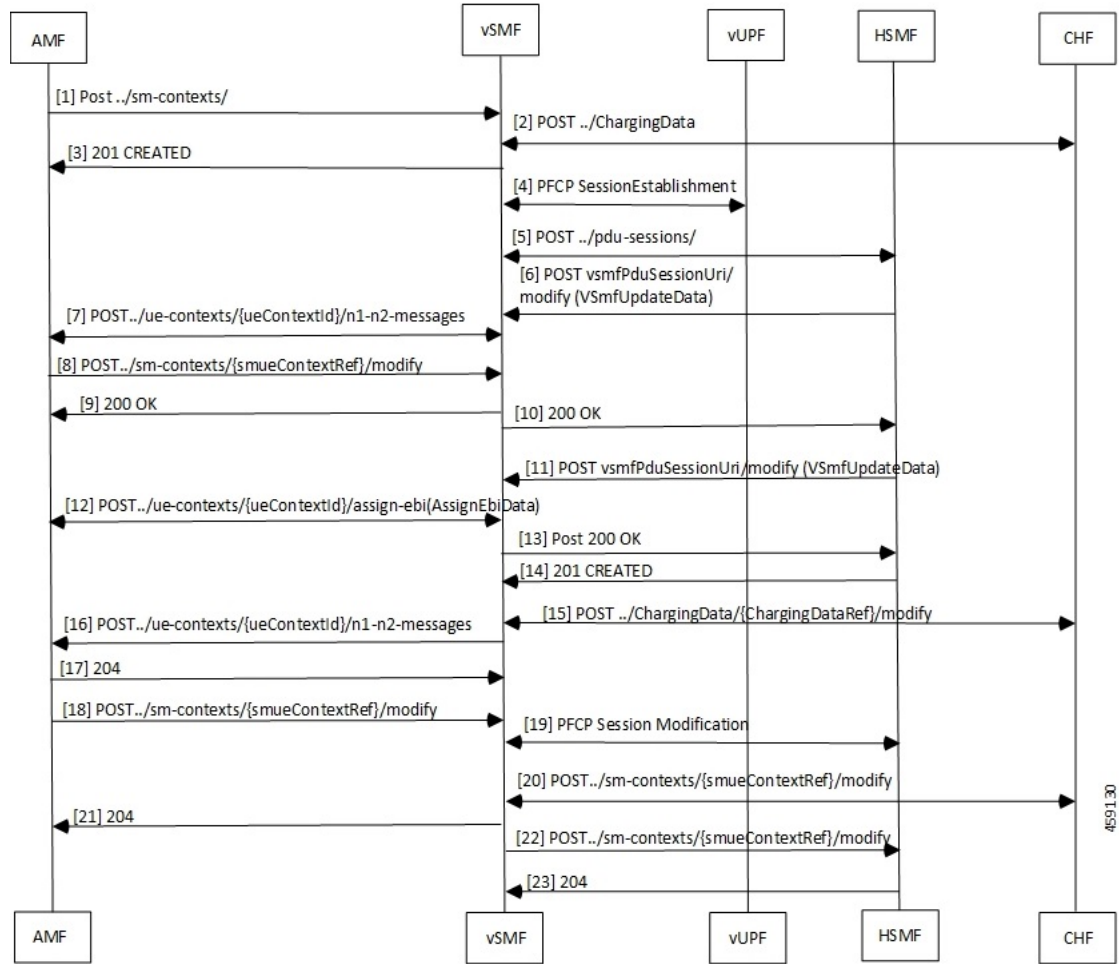 AMF
vSMF
vUPF
HSMF
CHF
[1] Post ../sm-contexts/
[2] POST ../ChargingData
[3] 201 CREATED
[4] PFCP SessionEstablishment
[5] POST ../pdu-sessions/
[6] POST vsmfPduSessionUri/
modify (VSmfUpdateData)
[7] POST../ue-contexts/{ueContextId}/n1-n2-messages
[8] POST../sm-contexts/{smueContextRef}/modify
[9] 200 OK
[10] 200 OK
[11] POST vsmfPduSessionUri/modify (VSmfUpdateData)
[12] POST../ue-contexts/{ueContextId}/assign-ebi(AssignEbiData)
[13] Post 200 OK
[14] 201 CREATED
[15] POST ../ChargingData/{ChargingDataRef}/modify
[16] POST../ue-contexts/{ueContextId}/n1-n2-messages
[17] 204
[18] POST../sm-contexts/{smueContextRef}/modify
[19] PFCP Session Modification
[20] POST../sm-contexts/{smueContextRef}/modify
[21] 204
[22] POST../sm-contexts/{smueContextRef}/modify
[23] 204
459130
AMF
vSMF
vUPF
HSMF
CHF